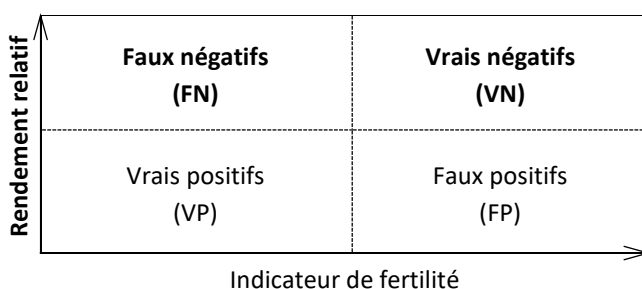 Rendement relatif
Faux négatifs
(FN)
Vrais négatifs
(VN)
Vrais positifs
(VP)
Faux positifs
(FP)
Indicateur de fertilité